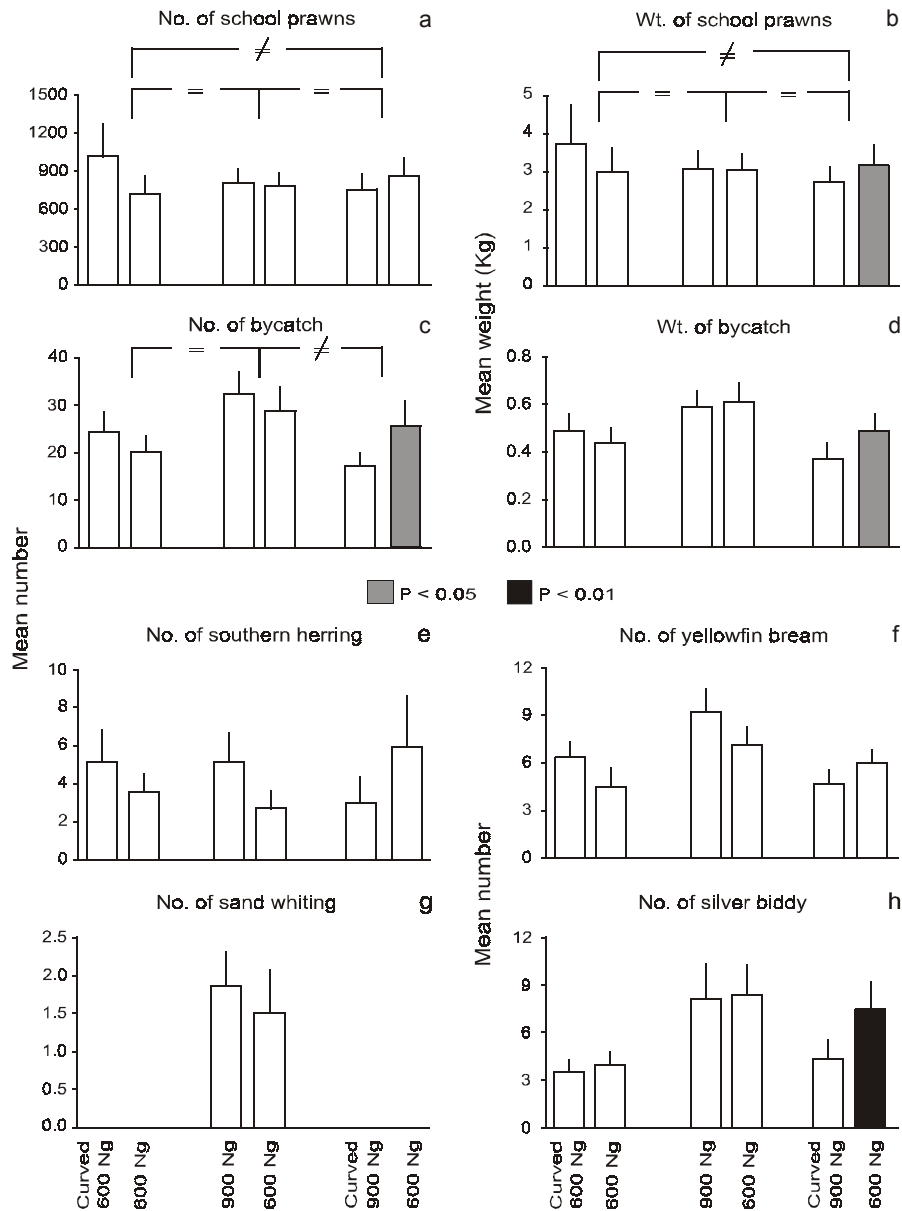 No. of school prawns a
≠
= =
1500
1200
900
600
300
0
Wt. of school prawns b
≠
= =
5
4
3
2
1
0
No. of bycatch c
= ≠
40
30
20
10
0
Wt. of bycatch d
0.8
0.6
0.4
0.2
0.0
Mean weight (Kg)
Mean number
P < 0.05 P < 0.01
No. of southern herring e
10
8
6
4
2
0
No. of yellowfin bream f
12
9
6
3
0
No. of sand whiting g
2.5
2.0
1.5
1.0
0.5
0.0
No. of silver biddy h
12
9
6
3
0
Mean number
Curved
600 Ng
600 Ng
900 Ng
600 Ng
Curved
900 Ng
600 Ng
Curved
600 Ng
600 Ng
900 Ng
600 Ng
Curved
900 Ng
600 Ng